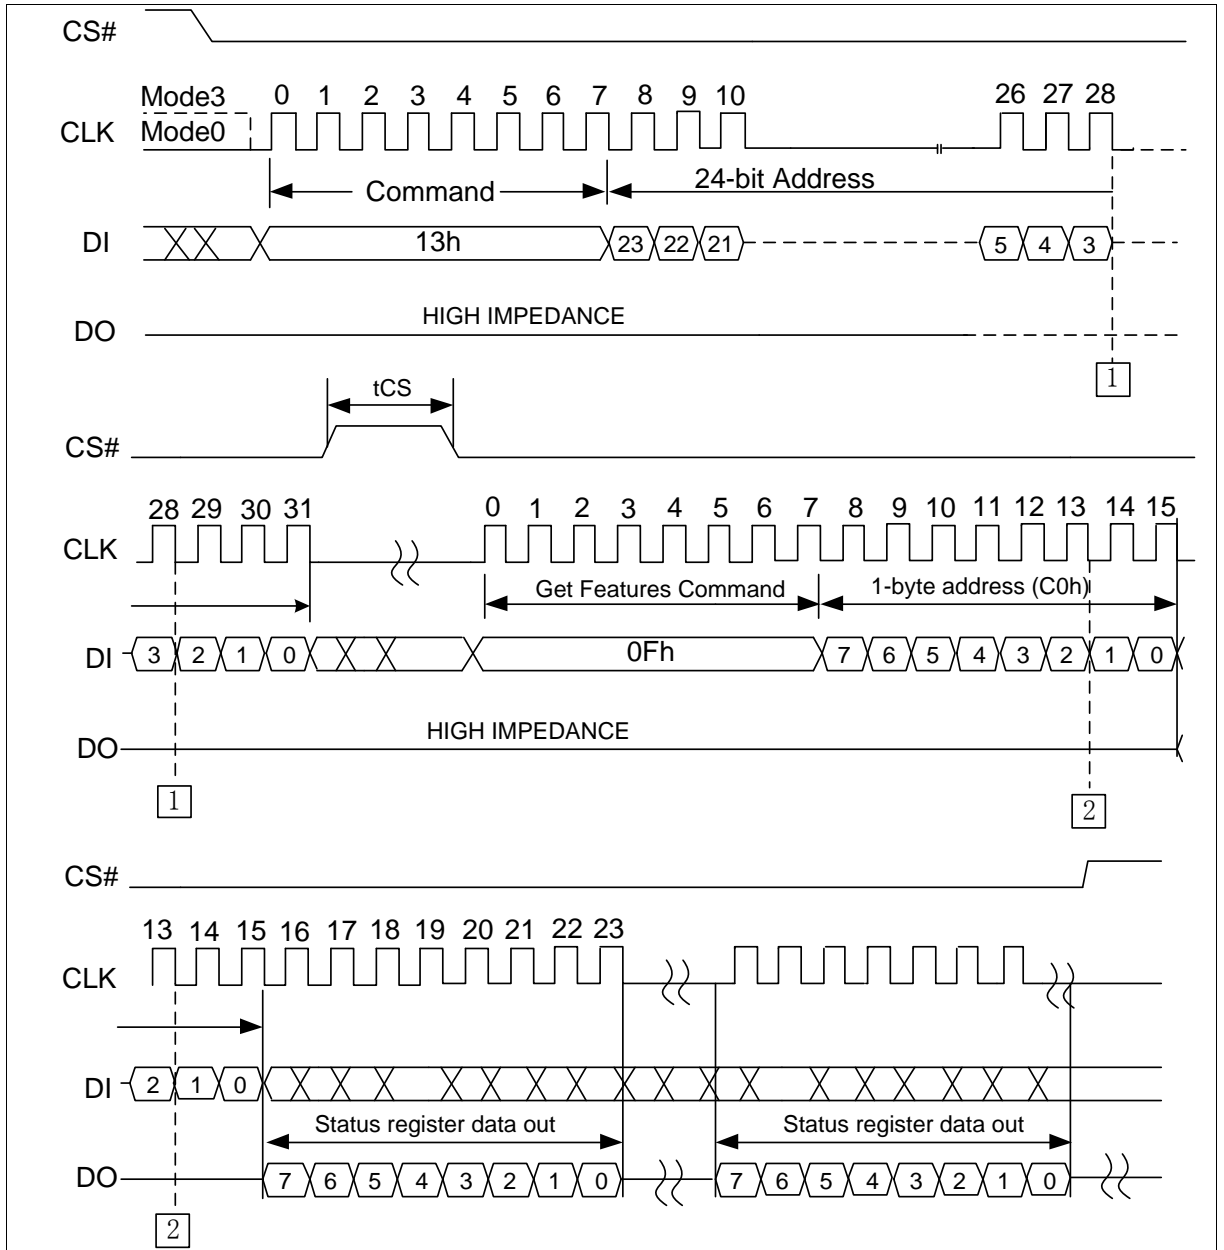 CS#
Mode3 0 1 2 3 4 5 6 7 8 9 10 26 27 28
CLK Mode0
Command 24-bit Address
DI 13h 23 22 21 5 4 3
HIGH IMPEDANCE
DO
1
tCS
CS#
28 29 30 31 0 1 2 3 4 5 6 7 8 9 10 11 12 13 14 15
CLK
Get Features Command 1-byte address (C0h)
DI 3 2 1 0 0Fh 7 6 5 4 3 2 1 0
HIGH IMPEDANCE
DO
1 2
CS#
13 14 15 16 17 18 19 20 21 22 23
CLK
DI 2 1 0
Status register data out Status register data out
DO 7 6 5 4 3 2 1 0 7 6 5 4 3 2 1 0
2